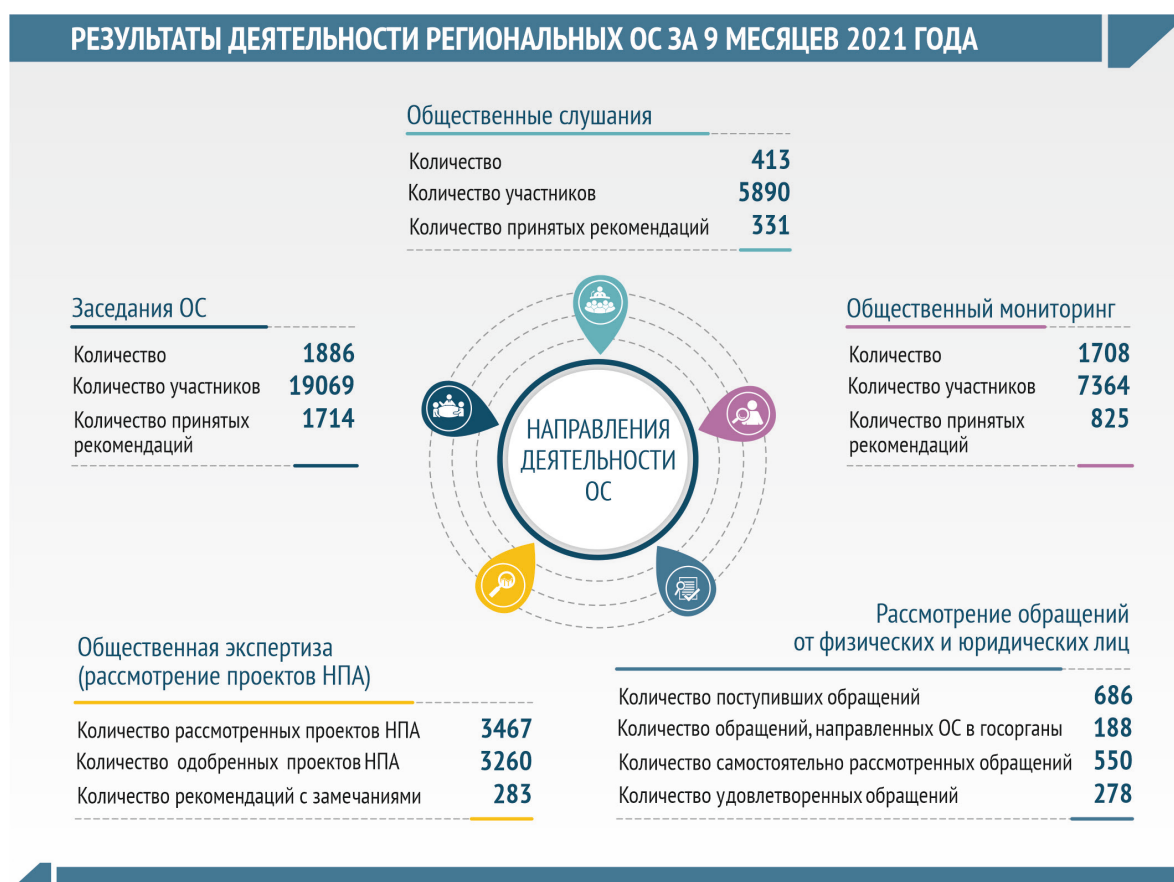 РЕЗУЛЬТАТЫ ДЕЯТЕЛЬНОСТИ РЕГИОНАЛЬНЫХ ОС ЗА 9 МЕСЯЦЕВ 2021 ГОДА
Общественные слушания
Количество 413
Количество участников 5890
Количество принятых рекомендаций 331
Заседания ОС
Количество 1886
Количество участников 19069
Количество принятых 1714
рекомендаций
Общественный мониторинг
Количество 1708
Количество участников 7364
Количество принятых 825
рекомендаций
НАПРАВЛЕНИЯ
ДЕЯТЕЛЬНОСТИ
ОС
Общественная экспертиза
(рассмотрение проектов НПА)
Количество рассмотренных проектов НПА 3467
Количество одобренных проектов НПА 3260
Количество рекомендаций с замечаниями 283
Рассмотрение обращений
от физических и юридических лиц
Количество поступивших обращений 686
Количество обращений, направленных ОС в госорганы 188
Количество самостоятельно рассмотренных обращений 550
Количество удовлетворенных обращений 278